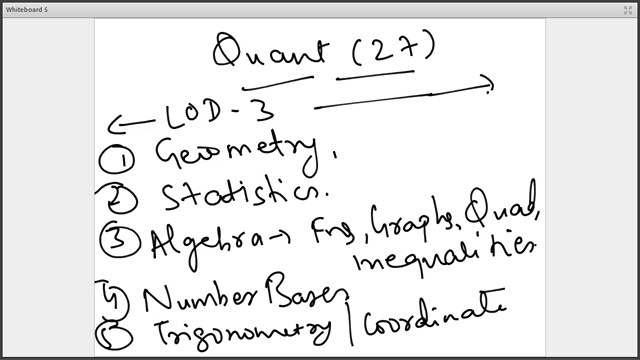 Whiteboard 5
Quant (27)
LOD - 3
① Geometry,
② Statistics.
③ Algebra → Fns, Graphs, Quad,
Inequalities
④ Number Bases
⑤ Trigonometry / Coordinate